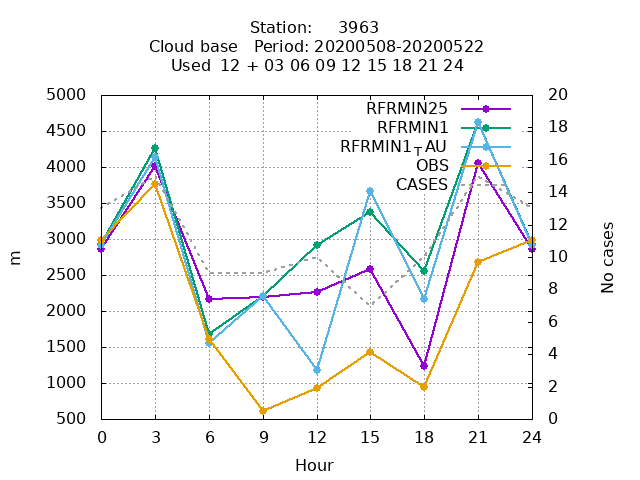 Station:     3963
Cloud base   Period: 20200508-20200522
Used  12 + 03 06 09 12 15 18 21 24
5000 20
4500 18
4000 16
3500 14
3000 12
2500 10
2000 8
1500 6
1000 4
500 2
0
RFRMIN25
RFRMIN1
RFRMIN1TAU
OBS
CASES
m
No cases
0 3 6 9 12 15 18 21 24
Hour